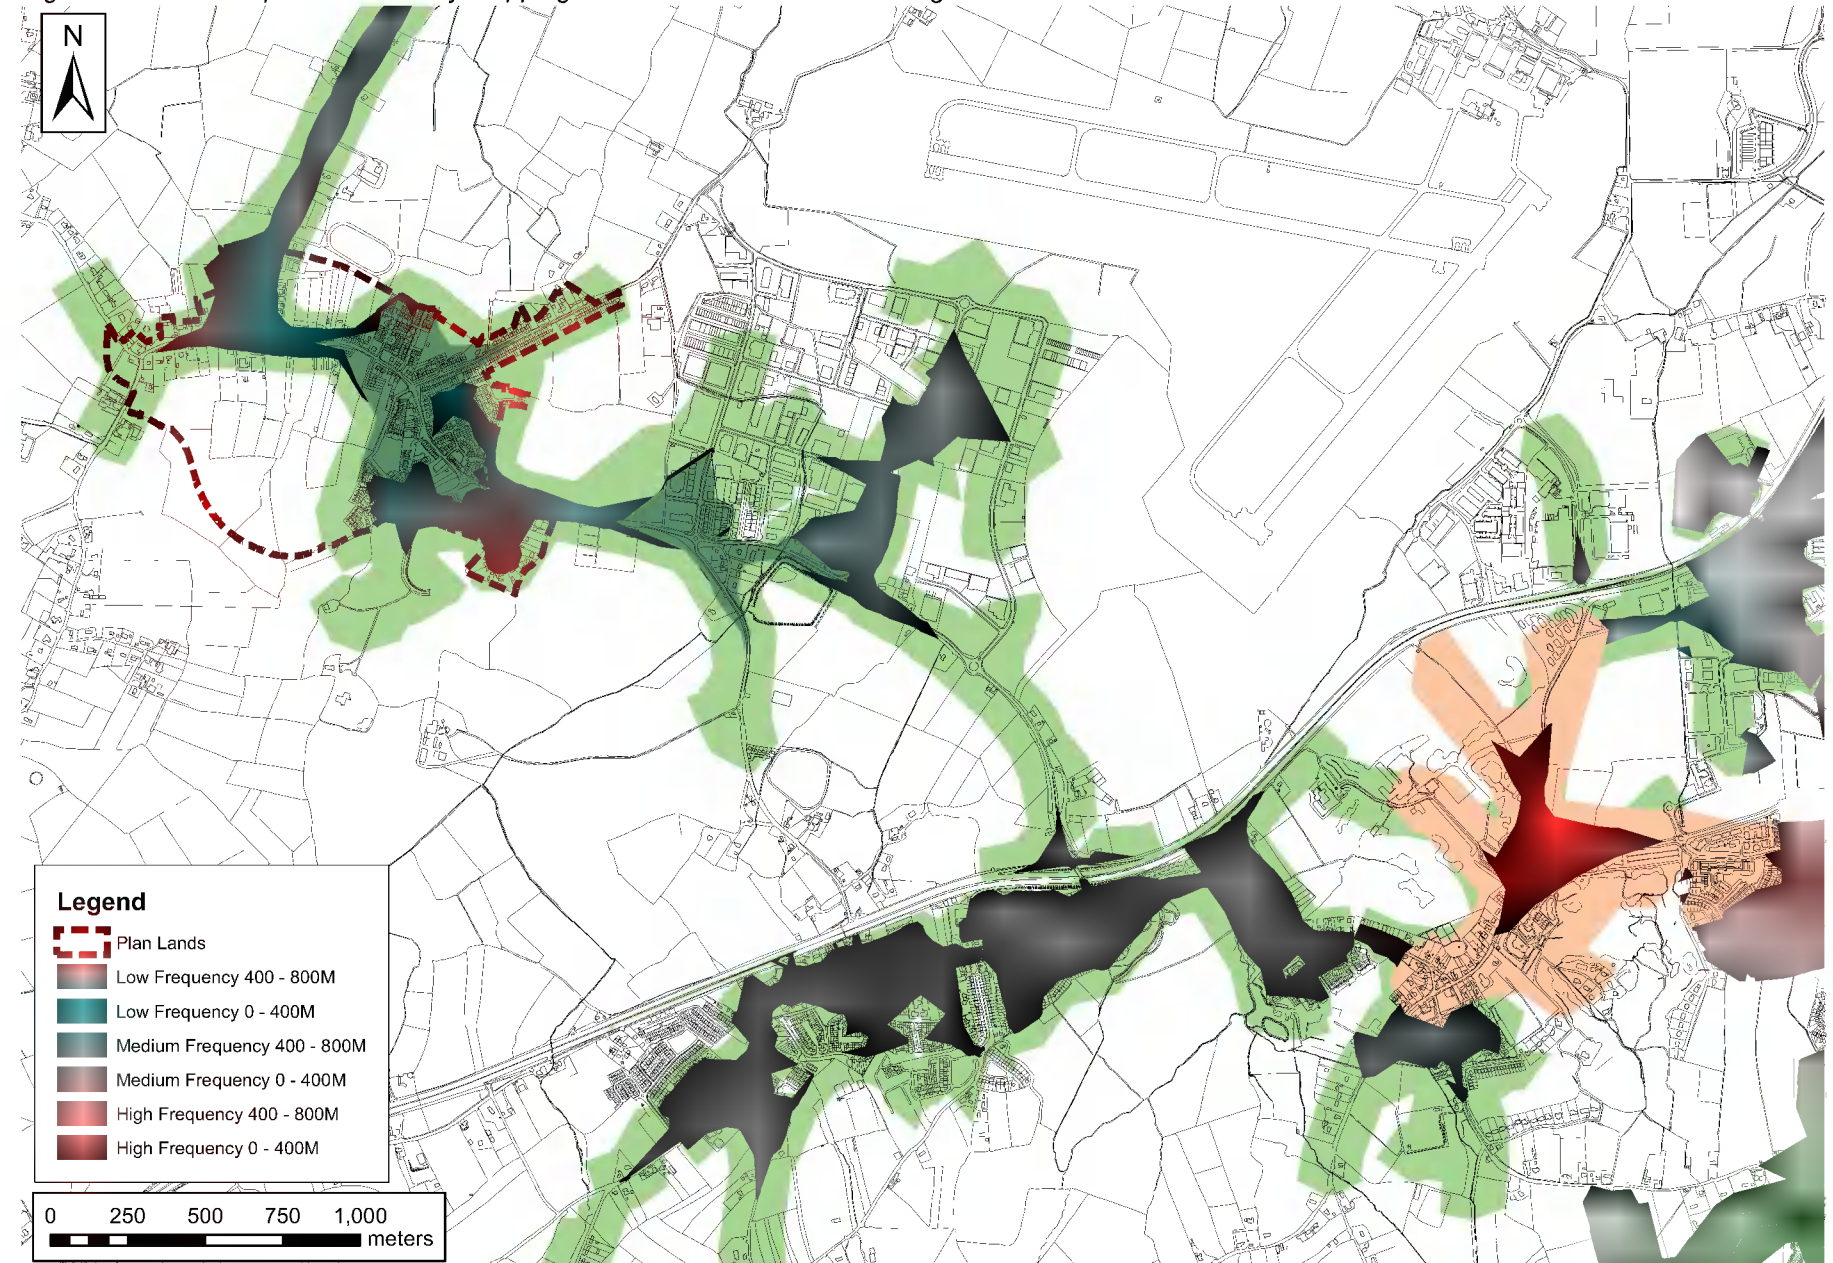 N
Legend
Plan Lands
Low Frequency 400 - 800M
Low Frequency 0 - 400M
Medium Frequency 400 - 800M
Medium Frequency 0 - 400M
High Frequency 400 - 800M
High Frequency 0 - 400M
0 250 500 750 1,000
meters